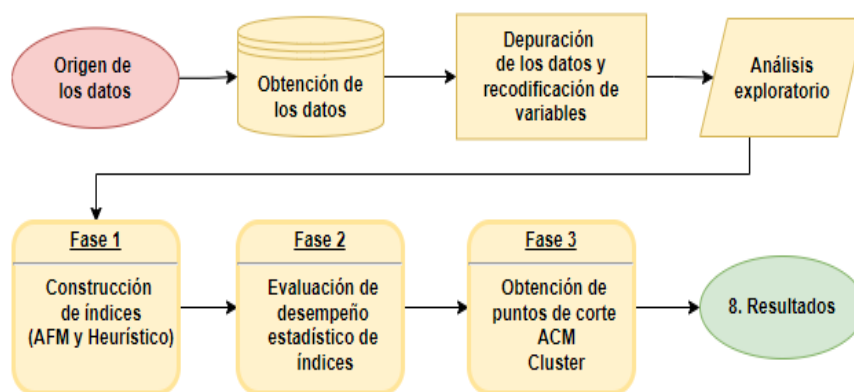 Origen de
los datos
Obtención de
los datos
Depuración
de los datos y
recodificación de
variables
Análisis
exploratorio
Fase 1
Construcción
de índices
(AFM y Heurístico)
Fase 2
Evaluación de
desempeño
estadístico de
índices
Fase 3
Obtención de
puntos de corte
ACM
Cluster
8. Resultados